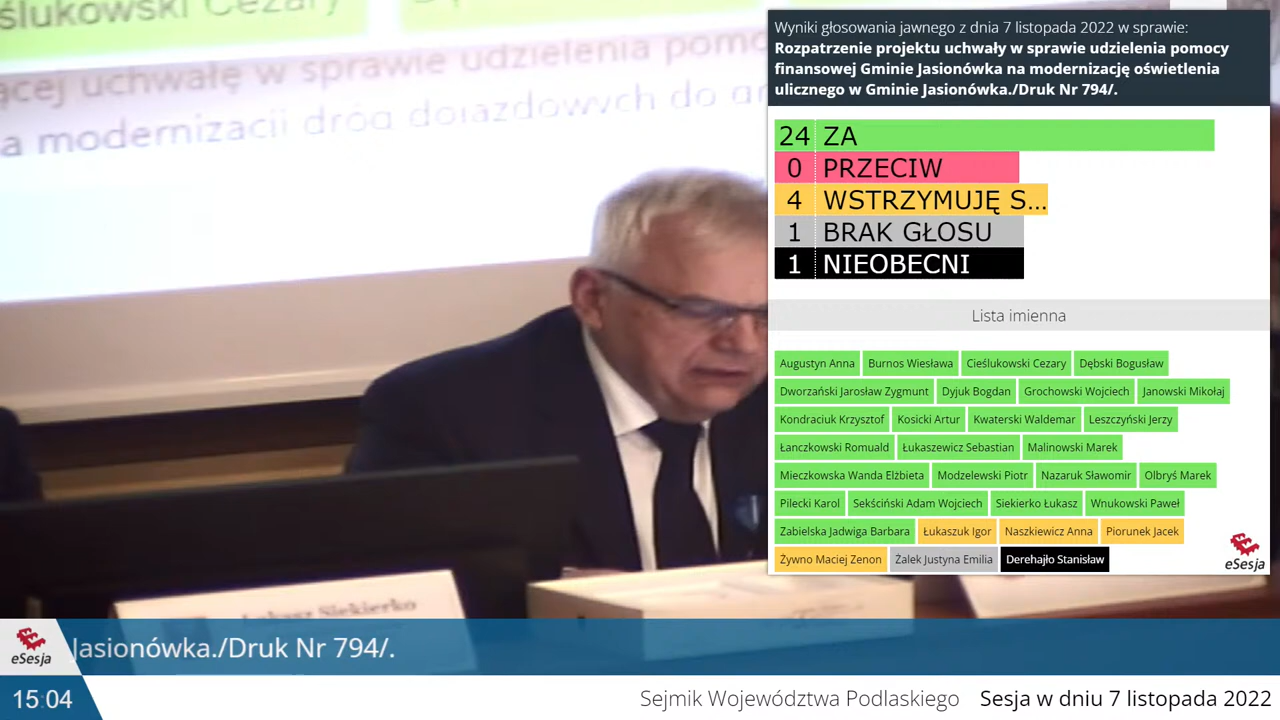 ślukowski Cezary
ącej uchwałę w sprawie udzielenia pomo
a modernizacji dróg dojazdowych do gr
Łukasz Siekierko
Wyniki głosowania jawnego z dnia 7 listopada 2022 w sprawie:
Rozpatrzenie projektu uchwały w sprawie udzielenia pomocy
finansowej Gminie Jasionówka na modernizację oświetlenia
ulicznego w Gminie Jasionówka./Druk Nr 794/.
24 ZA
0 PRZECIW
4 WSTRZYMUJĘ S...
1 BRAK GŁOSU
1 NIEOBECNI
Lista imienna
Augustyn Anna Burnos Wiesława Cieślukowski Cezary Dębski Bogusław
Dworzański Jarosław Zygmunt Dyjuk Bogdan Grochowski Wojciech Janowski Mikołaj
Kondraciuk Krzysztof Kosicki Artur Kwaterski Waldemar Leszczyński Jerzy
Łanczkowski Romuald Łukaszewicz Sebastian Malinowski Marek
Mieczkowska Wanda Elżbieta Modzelewski Piotr Nazaruk Sławomir Olbryś Marek
Pilecki Karol Sekściński Adam Wojciech Siekierko Łukasz Wnukowski Paweł
Zabielska Jadwiga Barbara Łukaszuk Igor Naszkiewicz Anna Piorunek Jacek
Żywno Maciej Zenon Żalek Justyna Emilia Derehajło Stanisław
eSesja
eSesja
Jasionówka./Druk Nr 794/.
15:04
Sejmik Województwa Podlaskiego Sesja w dniu 7 listopada 2022